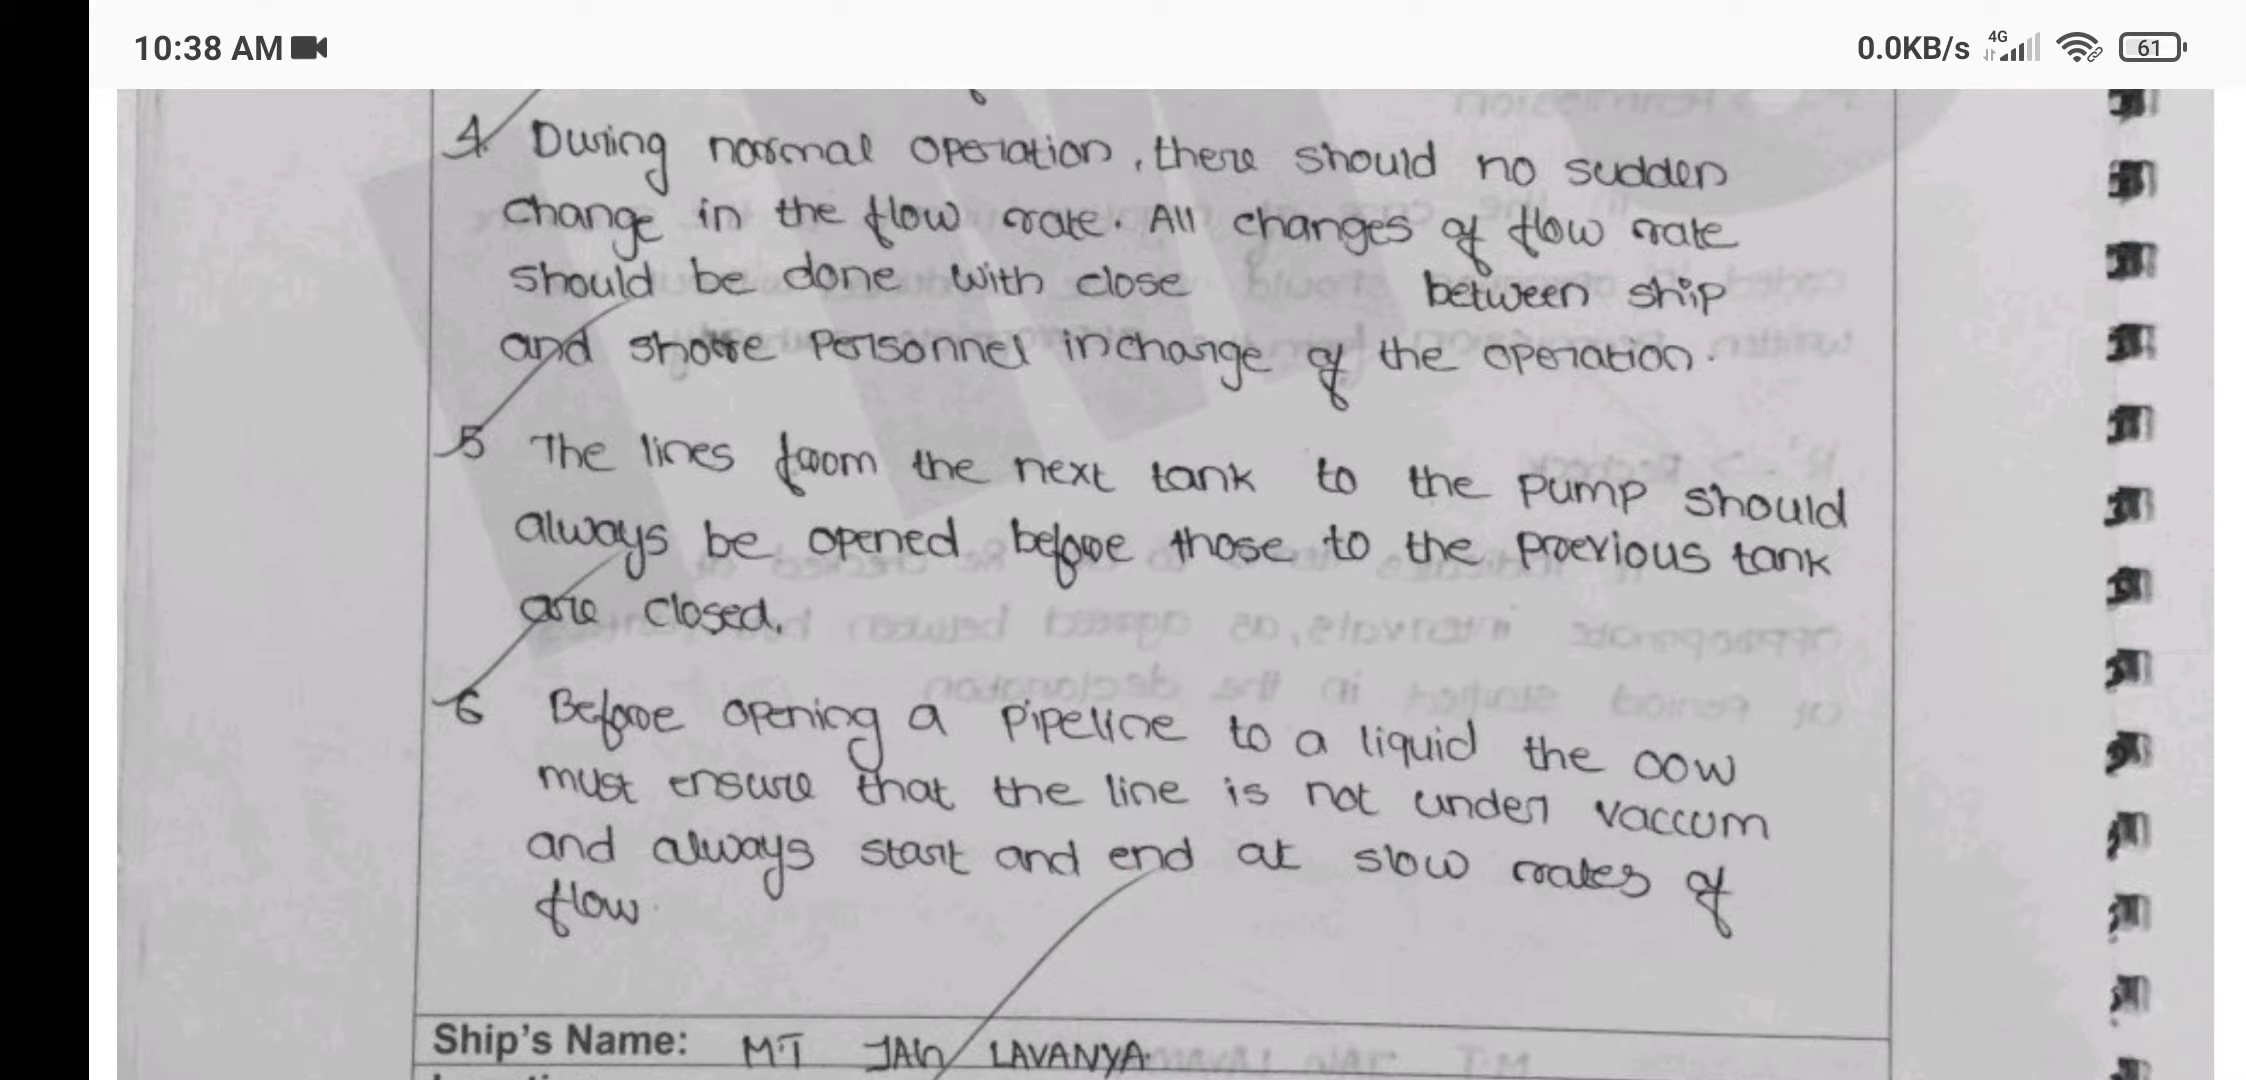 10:38 AM
0.0KB/s 4G 61
4 During normal operation, there should no sudden
change in the flow rate. All changes of flow rate
should be done with close between ship
and shore personnel incharge of the operation.
5 The lines from the next tank to the pump should
always be opened before those to the previous tank
are closed.
6 Before opening a pipeline to a liquid the oow
must ensure that the line is not under vaccum
and always start and end at slow rates of
flow.
Ship's Name: MT JAG LAVANYA